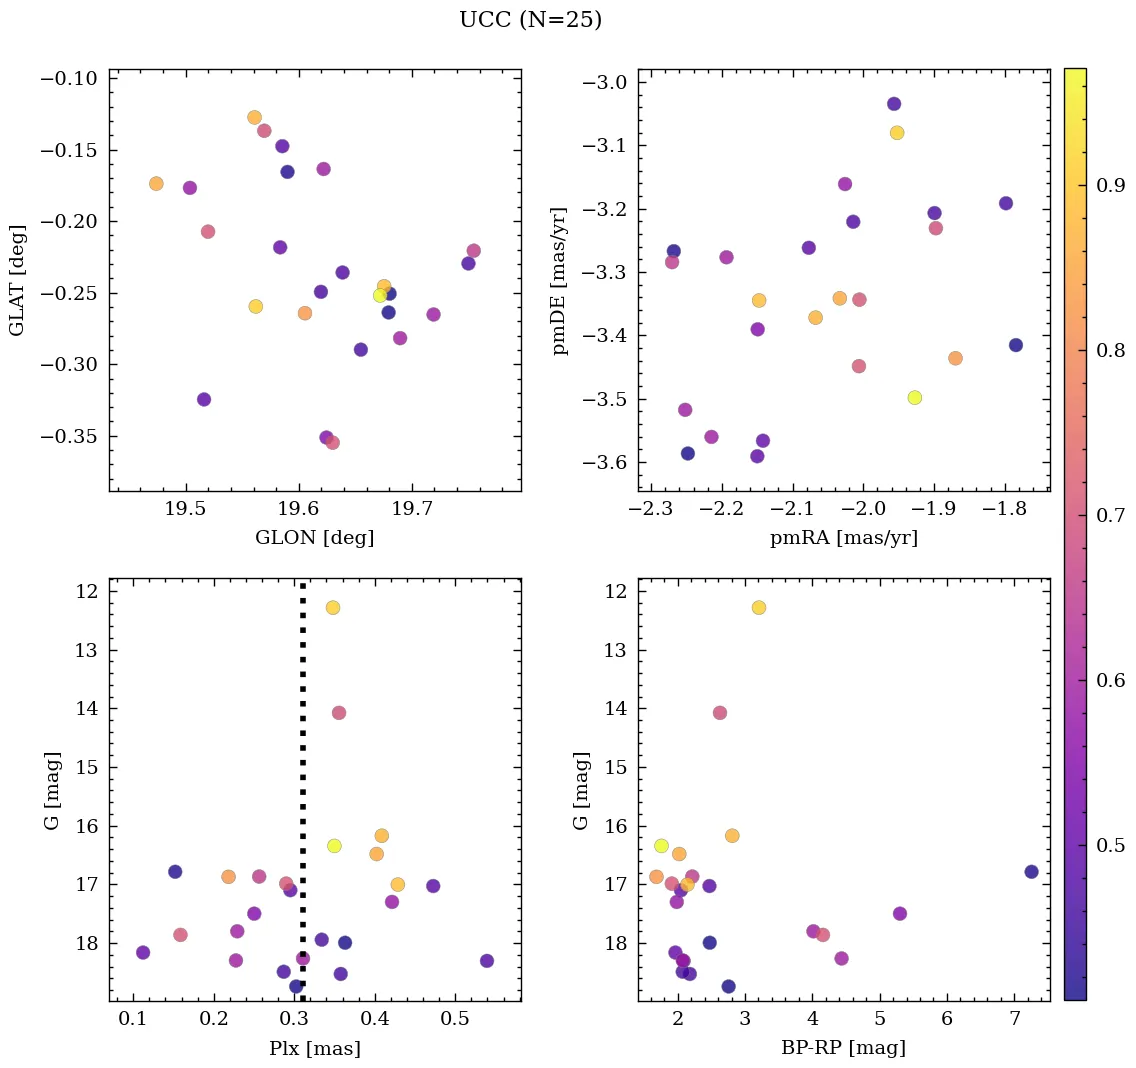 UCC (N=25)
−0.10
−0.15
−0.20
−0.25
−0.30
−0.35
GLAT [deg]
19.5 19.6 19.7
GLON [deg]
−3.0
−3.1
−3.2
−3.3
−3.4
−3.5
−3.6
pmDE [mas/yr]
−2.3 −2.2 −2.1 −2.0 −1.9 −1.8
pmRA [mas/yr]
12
13
14
15
16
17
18
G [mag]
0.1 0.2 0.3 0.4 0.5
Plx [mas]
12
13
14
15
16
17
18
G [mag]
2 3 4 5 6 7
BP-RP [mag]
0.9
0.8
0.7
0.6
0.5